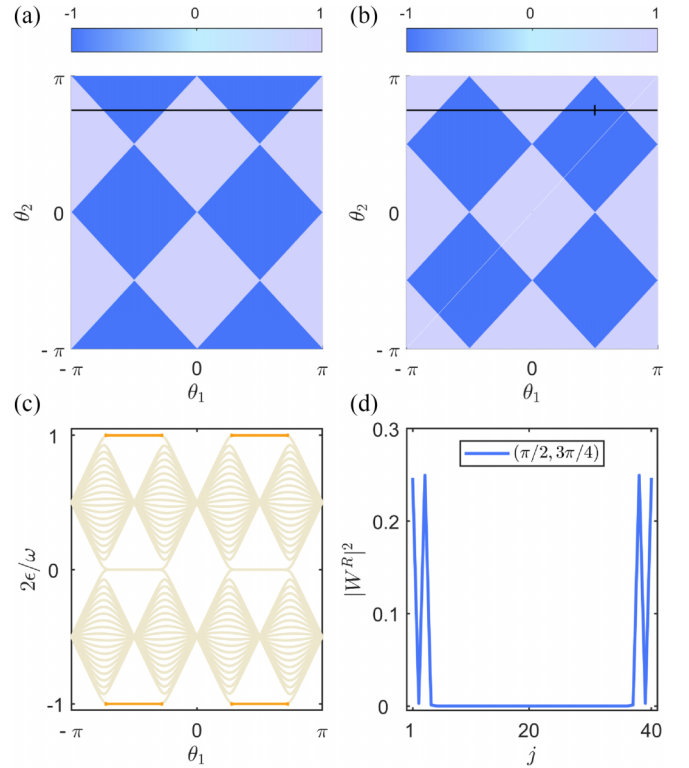 (a)
-1 0 1
(b)
-1 0 1
π
θ₂
0
- π
- π 0 π
θ₁
π
θ₂
0
- π
- π 0 π
θ₁
(c)
1
2ϵ/ω
0
-1
- π 0 π
θ₁
(d)
0.3
(π/2, 3π/4)
0.2
|Wᴿ|²
0.1
0
1 20 40
j